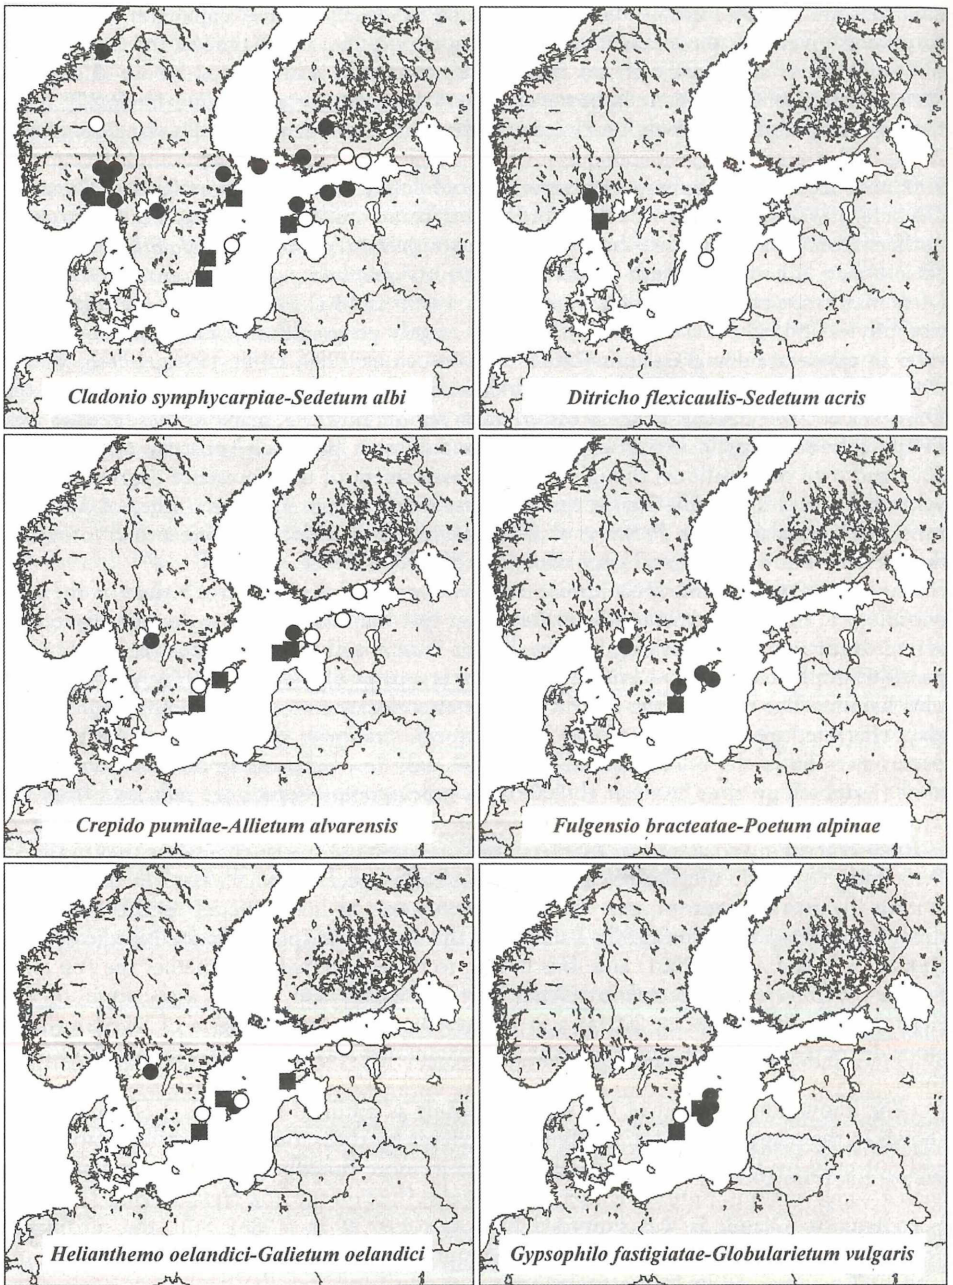 Cladonio symphycarpiae-Sedetum albi
Ditricho flexicaulis-Sedetum acris
Crepido pumilae-Allietum alvarensis
Fulgensio bracteatae-Poetum alpinae
Helianthemo oelandici-Galietum oelandici
Gypsophilo fastigiatae-Globularietum vulgaris